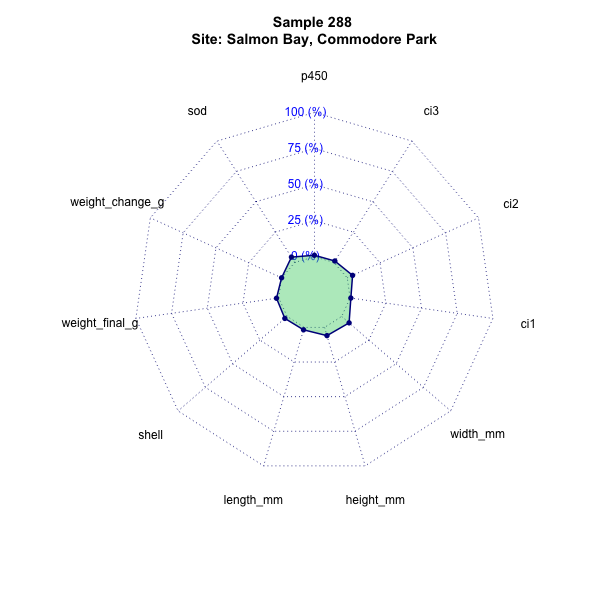 Sample 288
Site: Salmon Bay, Commodore Park
p450
sod
ci3
100 (%)
75 (%)
50 (%)
25 (%)
0 (%)
weight_change_g
ci2
weight_final_g
ci1
shell
width_mm
length_mm
height_mm